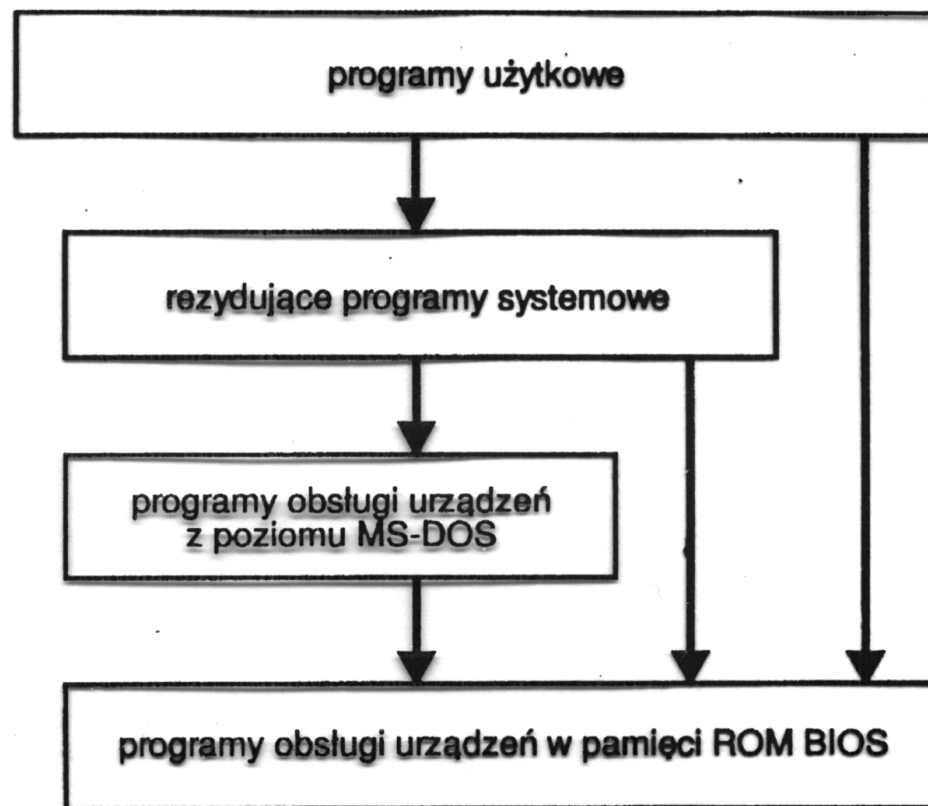 programy użytkowe
rezydujące programy systemowe
programy obsługi urządzeń
z poziomu MS-DOS
programy obsługi urządzeń w pamięci ROM BIOS